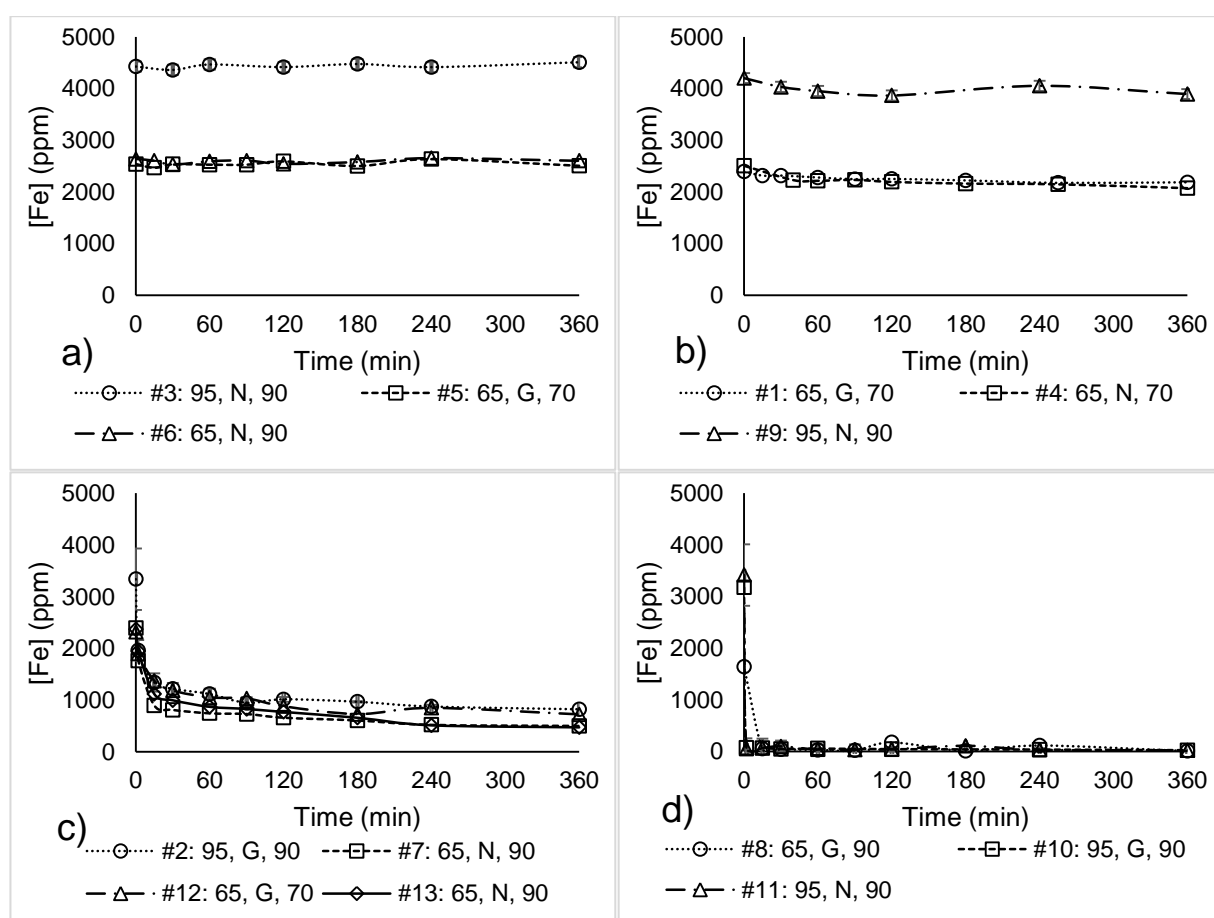 5000
4000
3000
2000
1000
0
[Fe] (ppm)
0 60 120 180 240 300 360
Time (min)
a)
#3: 95, N, 90
#5: 65, G, 70
#6: 65, N, 90
5000
4000
3000
2000
1000
0
[Fe] (ppm)
0 60 120 180 240 300 360
Time (min)
b)
#1: 65, G, 70
#4: 65, N, 70
#9: 95, N, 90
5000
4000
3000
2000
1000
0
[Fe] (ppm)
0 60 120 180 240 300 360
Time (min)
c)
#2: 95, G, 90
#7: 65, N, 90
#12: 65, G, 70
#13: 65, N, 90
5000
4000
3000
2000
1000
0
[Fe] (ppm)
0 60 120 180 240 300 360
Time (min)
d)
#8: 65, G, 90
#10: 95, G, 90
#11: 95, N, 90